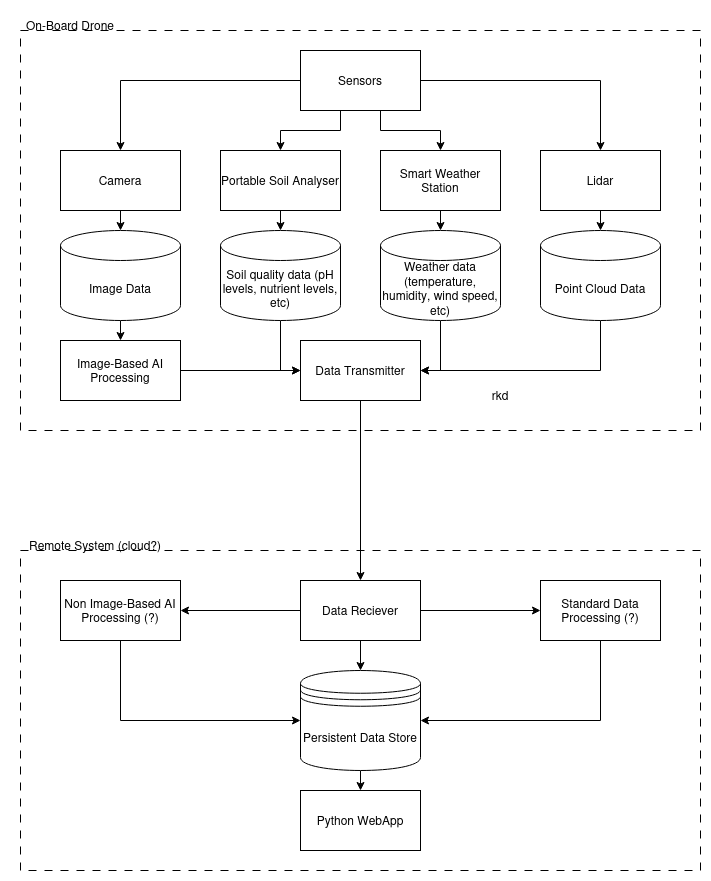 On-Board Drone
Sensors
Camera
Portable Soil Analyser
Smart Weather
Station
Lidar
Image Data
Soil quality data (pH
levels, nutrient levels,
etc)
Weather data
(temperature,
humidity, wind speed,
etc)
Point Cloud Data
Image-Based AI
Processing
Data Transmitter
rkd
Remote System (cloud?)
Non Image-Based AI
Processing (?)
Data Reciever
Standard Data
Processing (?)
Persistent Data Store
Python WebApp